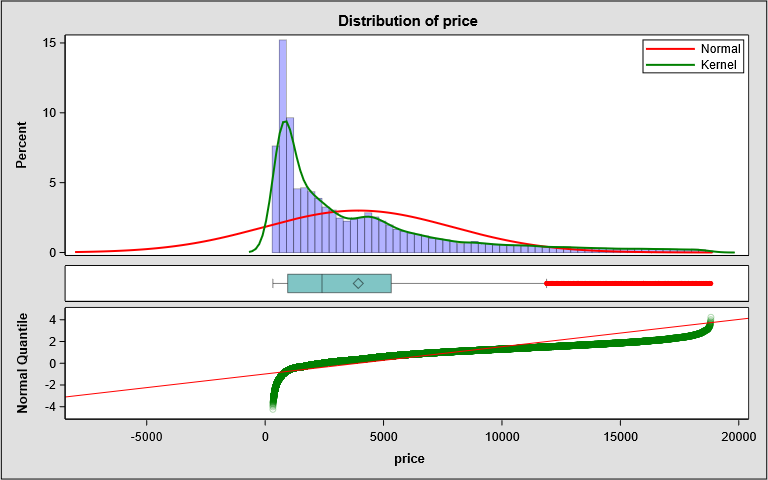 Distribution of price
15
10
5
0
Percent
Normal
Kernel
4
2
0
-2
-4
Normal Quantile
-5000 0 5000 10000 15000 20000
price